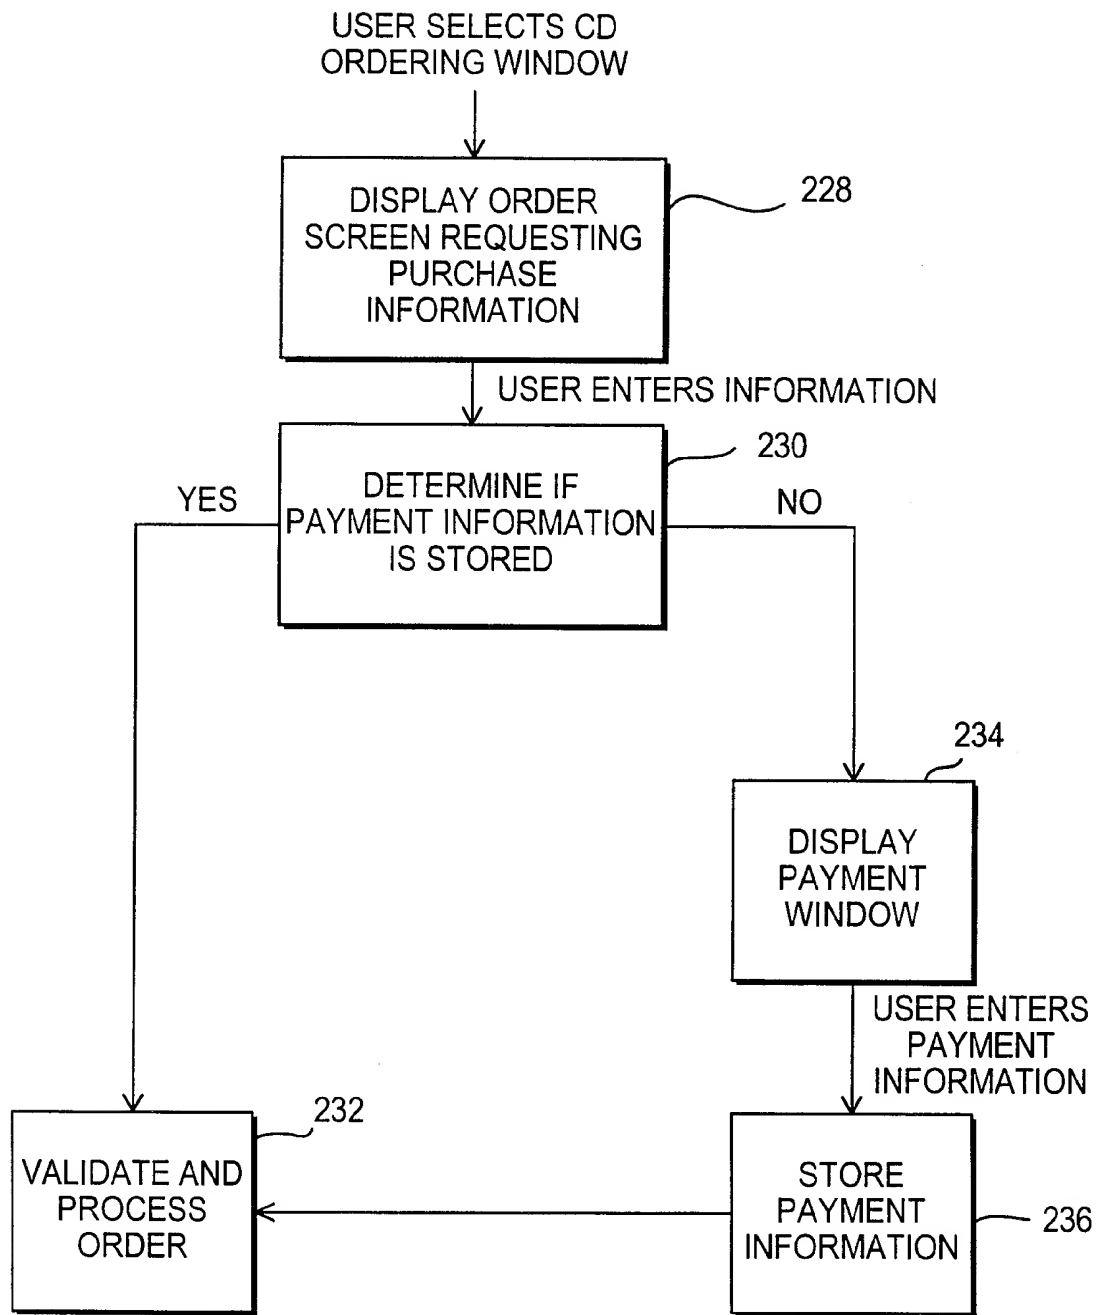 USER SELECTS CD
ORDERING WINDOW
DISPLAY ORDER
SCREEN REQUESTING
PURCHASE
INFORMATION
228
USER ENTERS INFORMATION
DETERMINE IF
PAYMENT INFORMATION
IS STORED
230
YES
NO
234
DISPLAY
PAYMENT
WINDOW
USER ENTERS
PAYMENT
INFORMATION
232
VALIDATE AND
PROCESS
ORDER
STORE
PAYMENT
INFORMATION
236